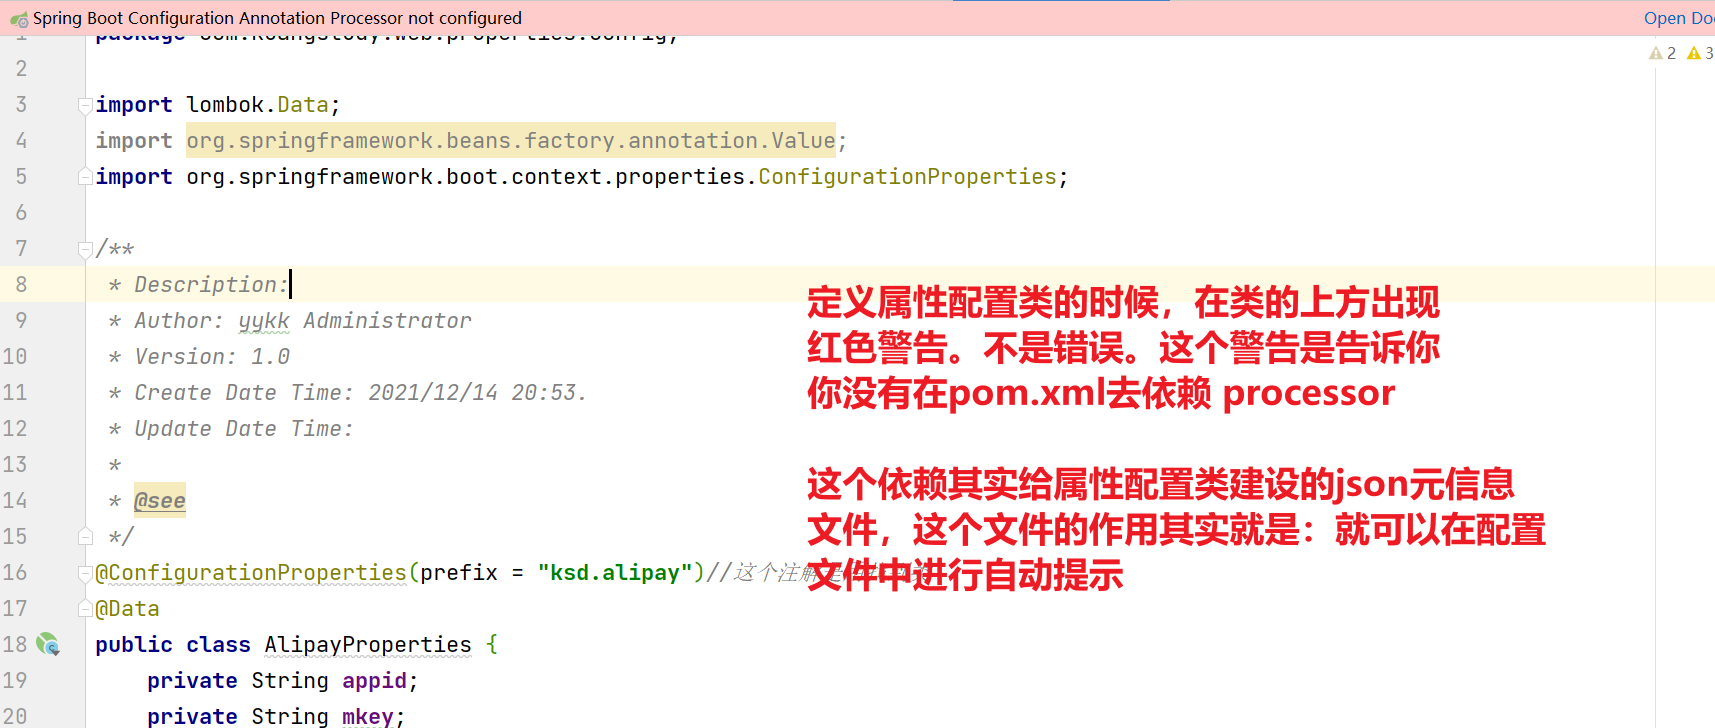 Spring Boot Configuration Annotation Processor not configured
Open Do
2
3
1
2
3 import lombok.Data;
4 import org.springframework.beans.factory.annotation.Value;
5 import org.springframework.boot.context.properties.ConfigurationProperties;
6
7 /**
8 * Description:
9 * Author: yykk Administrator
10 * Version: 1.0
11 * Create Date Time: 2021/12/14 20:53.
12 * Update Date Time:
13 *
14 * @see
15 */
16 @ConfigurationProperties(prefix = "ksd.alipay")//这个注解
17 @Data
18 public class AlipayProperties {
19 private String appid;
20 private String mkey;
定义属性配置类的时候，在类的上方出现
红色警告。不是错误。这个警告是告诉你
你没有在pom.xml去依赖 processor
这个依赖其实给属性配置类建设的json元信息
文件，这个文件的作用其实就是：就可以在配置
文件中进行自动提示